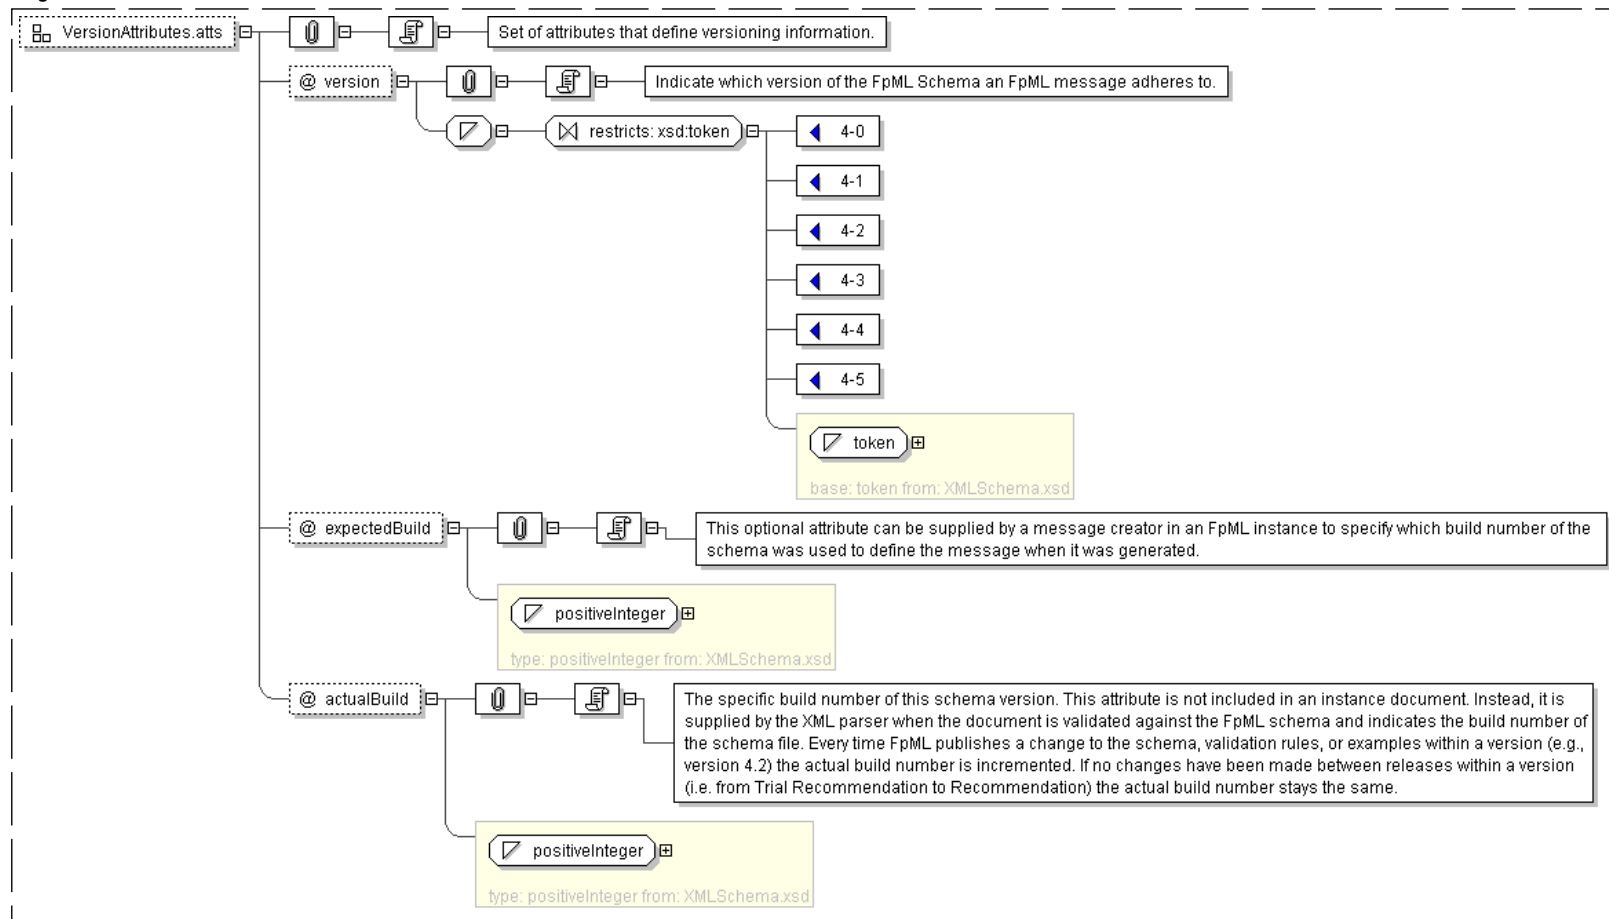 VersionAttributes.atts
Set of attributes that define versioning information.
@ version
Indicate which version of the FpML Schema an FpML message adheres to.
restricts: xsd:token
4-0
4-1
4-2
4-3
4-4
4-5
token
base: token from: XMLSchema.xsd
@ expectedBuild
This optional attribute can be supplied by a message creator in an FpML instance to specify which build number of the
schema was used to define the message when it was generated.
positiveInteger
type: positiveInteger from: XMLSchema.xsd
@ actualBuild
The specific build number of this schema version. This attribute is not included in an instance document. Instead, it is
supplied by the XML parser when the document is validated against the FpML schema and indicates the build number of
the schema file. Every time FpML publishes a change to the schema, validation rules, or examples within a version (e.g.,
version 4.2) the actual build number is incremented. If no changes have been made between releases within a version
(i.e. from Trial Recommendation to Recommendation) the actual build number stays the same.
positiveInteger
type: positiveInteger from: XMLSchema.xsd